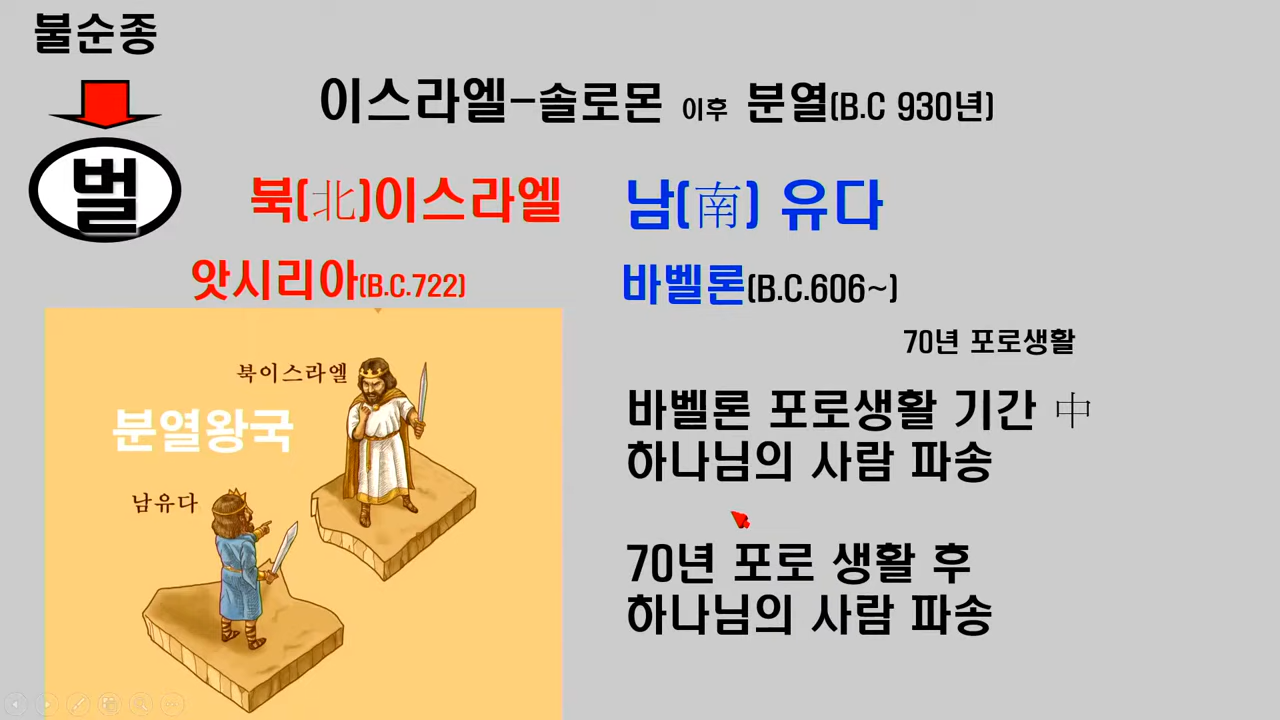 불순종
벌
이스라엘-솔로몬 이후 분열(B.C 930년)
북(北)이스라엘
남(南) 유다
앗시리아(B.C.722)
바벨론(B.C.606~)
70년 포로생활
북이스라엘
분열왕국
남유다
바벨론 포로생활 기간 中
하나님의 사람 파송
70년 포로 생활 후
하나님의 사람 파송